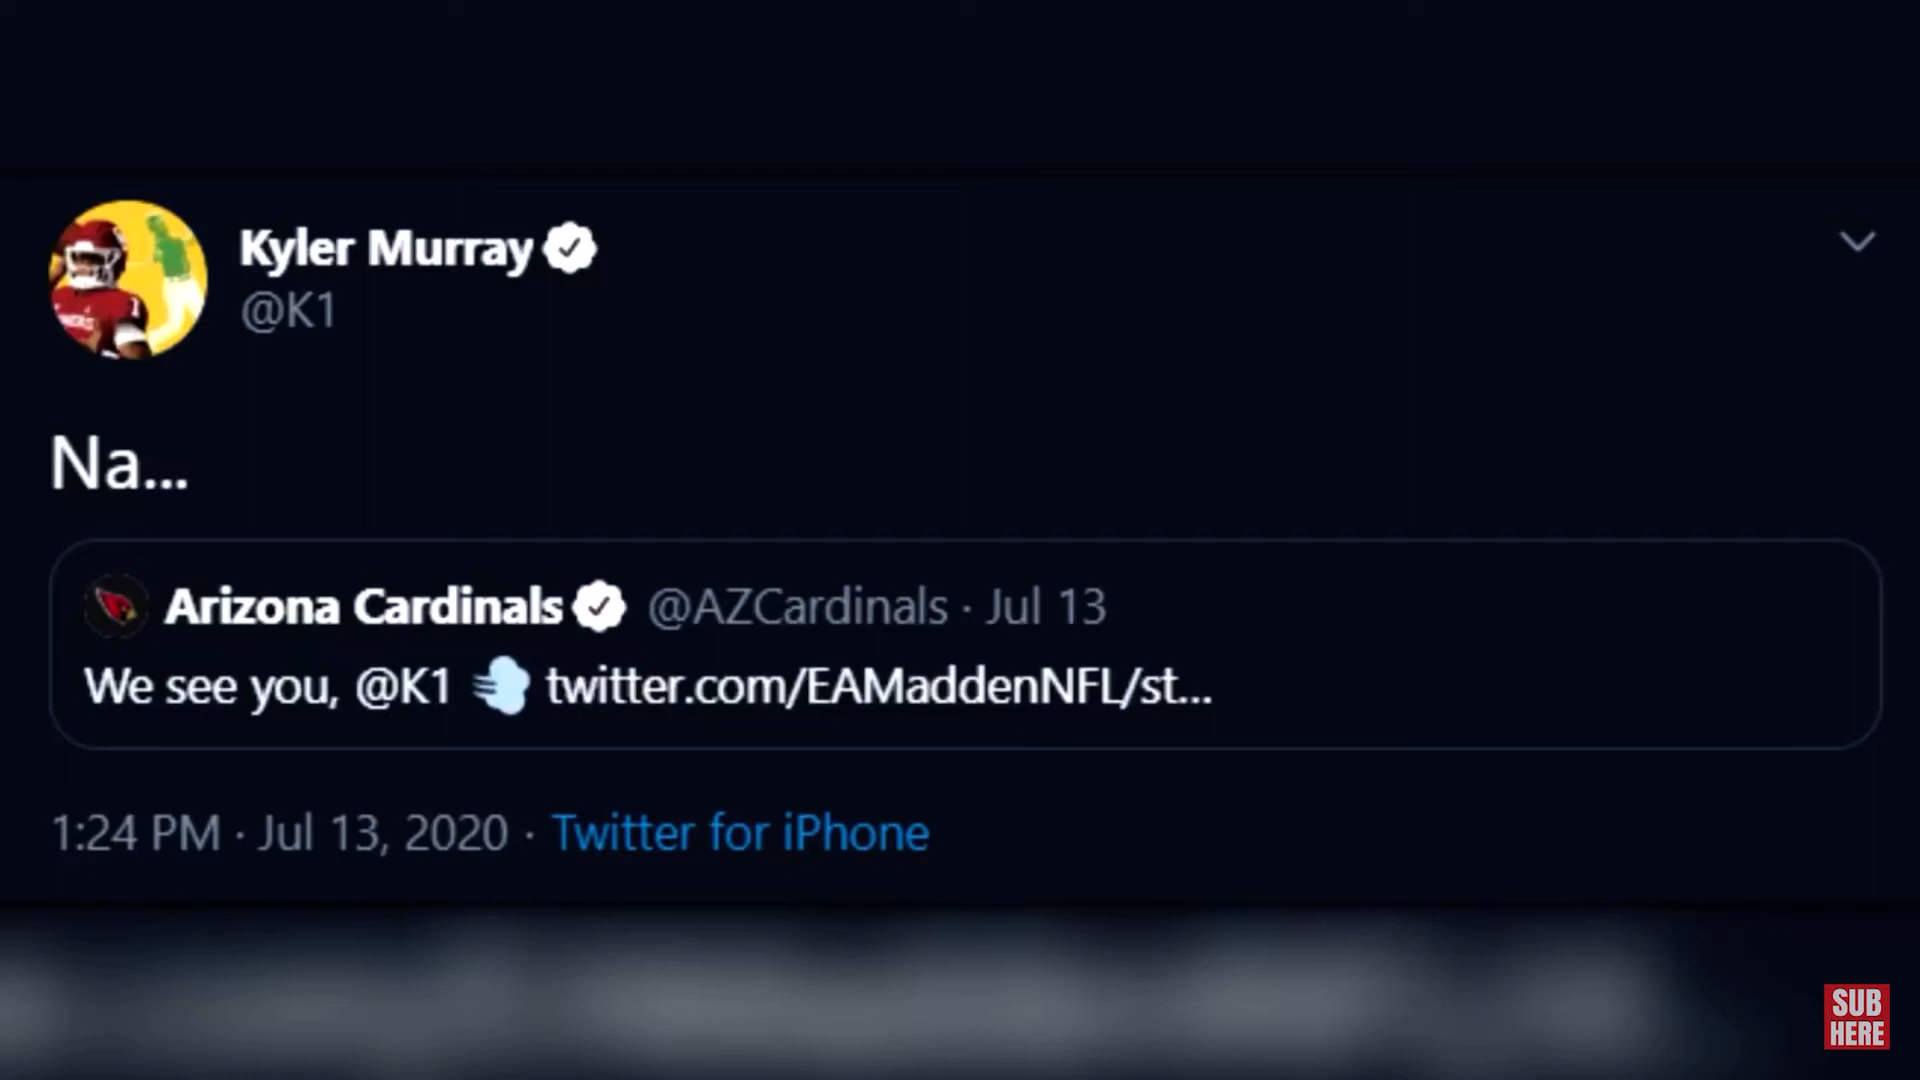 Kyler Murray
@K1
Na...
Arizona Cardinals @AZCardinals · Jul 13
We see you, @K1 💨 twitter.com/EAMaddenNFL/st...
1:24 PM · Jul 13, 2020 · Twitter for iPhone
SUB
HERE